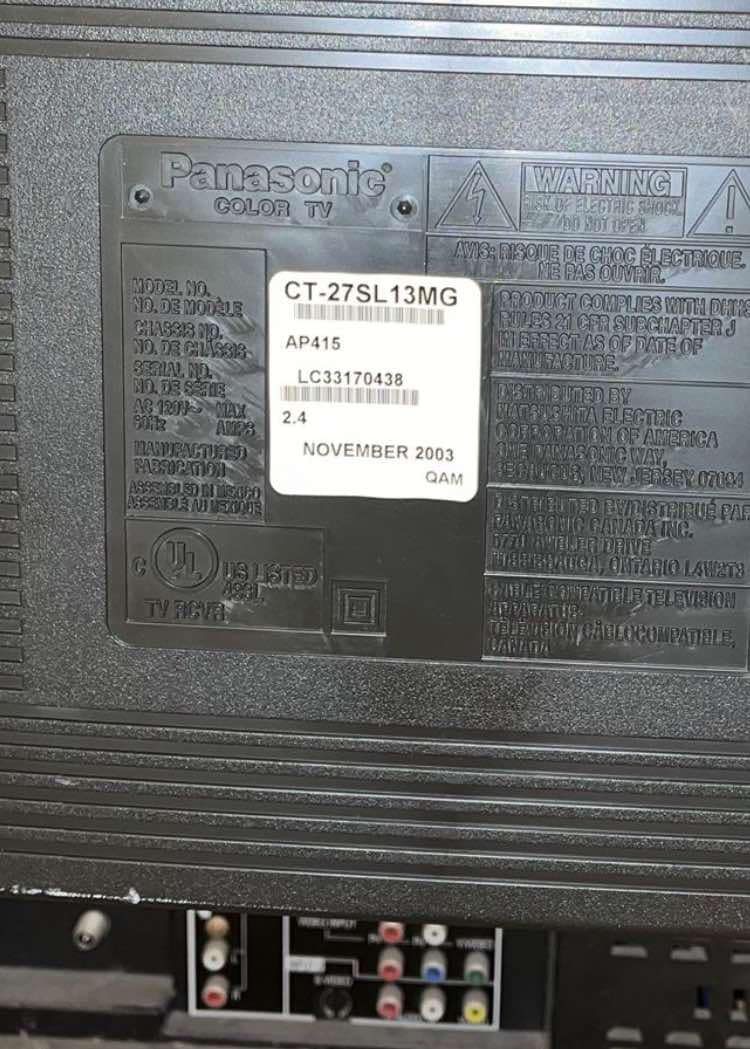 Panasonic®
COLOR TV
WARNING
RISK OF ELECTRIC SHOCK
DO NOT OPEN
AVIS: RISQUE DE CHOC ÉLECTRIQUE.
NE PAS OUVRIR.
MODEL NO.
NO. DE MODÈLE
CHASSIS NO.
NO. DE CHÂSSIS
SERIAL NO.
NO. DE SÉRIE
AC 120V~ MAX
60Hz AMPS
MANUFACTURED
FABRICATION
ASSEMBLED IN MEXICO
ASSEMBLÉ AU MEXIQUE
CT-27SL13MG
AP415
LC33170438
2.4
NOVEMBER 2003
QAM
PRODUCT COMPLIES WITH DHHS
RULES 21 CFR SUBCHAPTER J
IN EFFECT AS OF DATE OF
MANUFACTURE.
DISTRIBUTED BY
MATSUSHITA ELECTRIC
CORPORATION OF AMERICA
ONE PANASONIC WAY,
SECAUCUS, NEW JERSEY 07094
DISTRIBUTED BY/DISTRIBUÉ PAR
PANASONIC CANADA INC.
5770 AMBLER DRIVE
MISSISSAUGA, ONTARIO L4W2T3
CABLE COMPATIBLE TELEVISION
APPARATUS-
TÉLÉVISION CÂBLOCOMPATIBLE,
CANADA
C UL US LISTED
TV RCVR
S-VIDEO
L
R